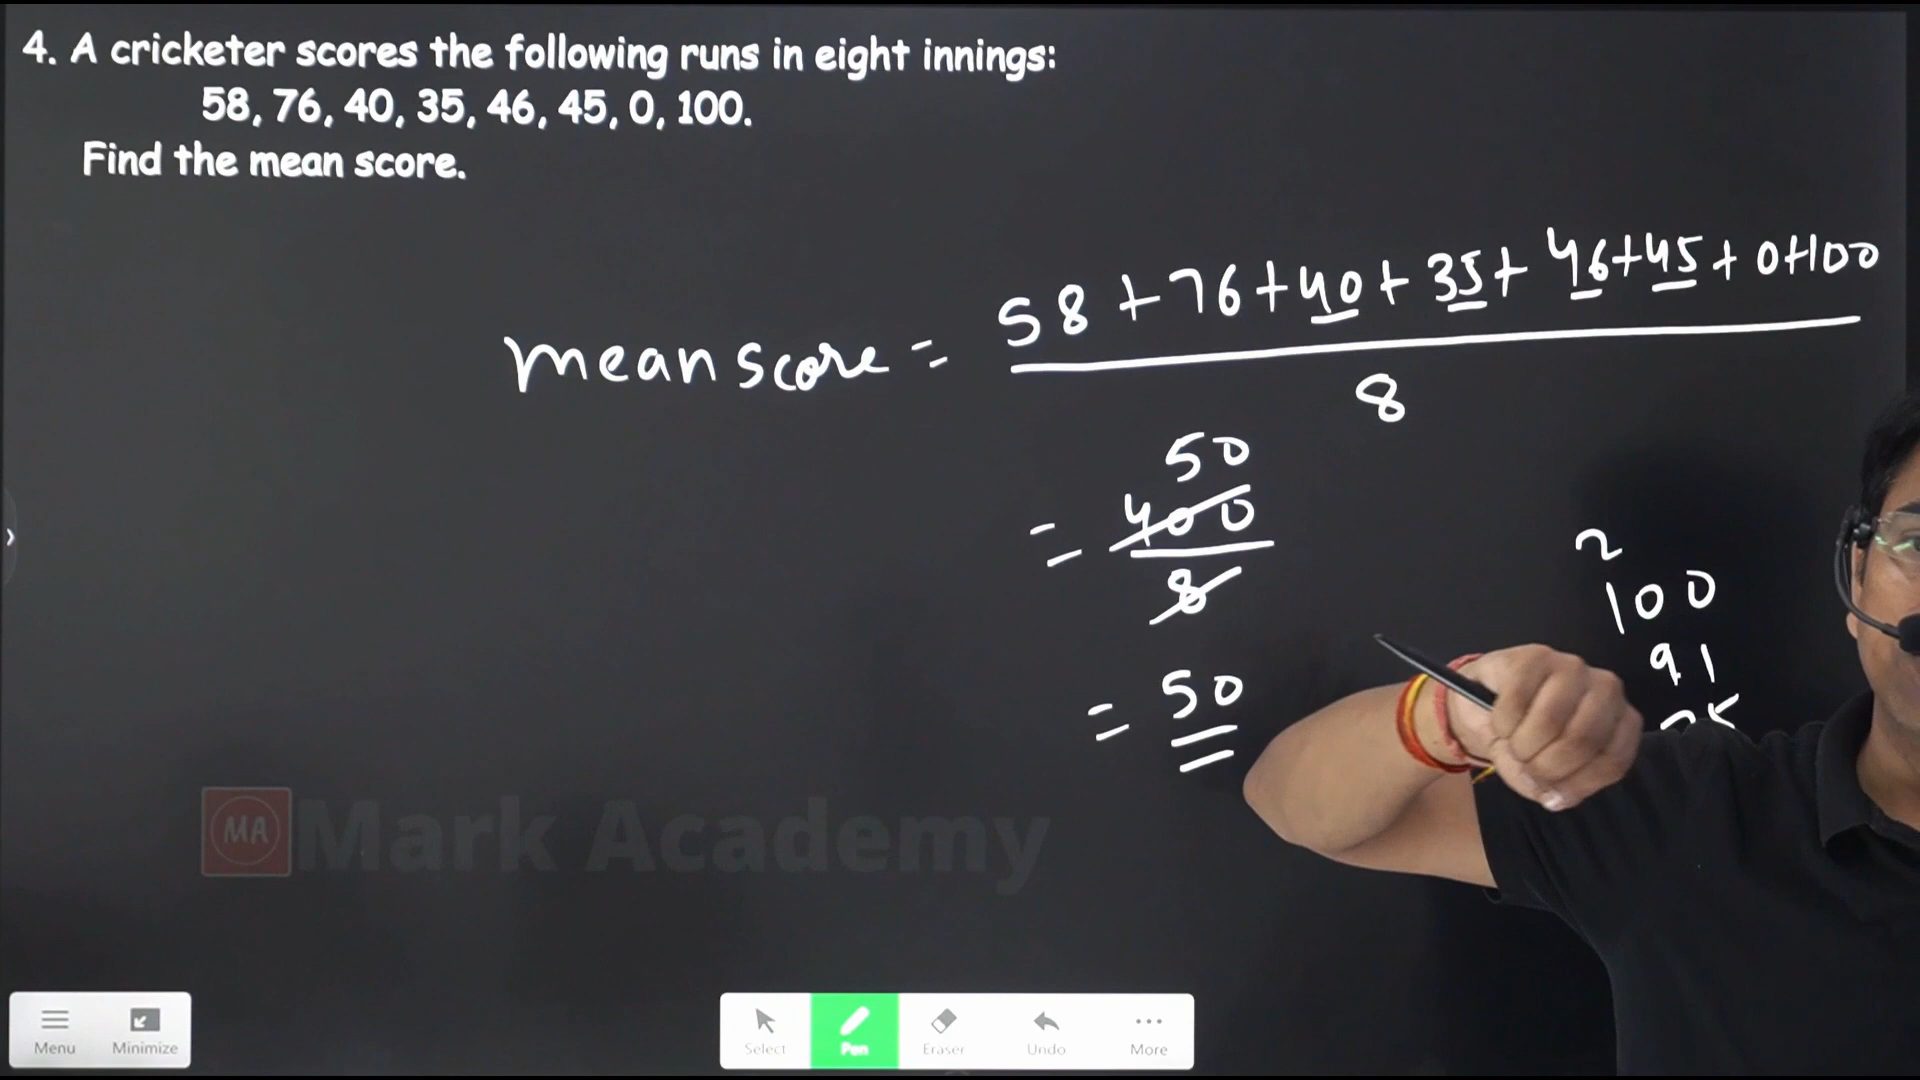 4. A cricketer scores the following runs in eight innings:
58, 76, 40, 35, 46, 45, 0, 100.
Find the mean score.
mean score = 58 + 76 + 40 + 35 + 46 + 45 + 0 + 100
8
50
= 400
8
= 50
2
100
91
MA Mark Academy
Menu
Minimize
Select
Pen
Eraser
Undo
More